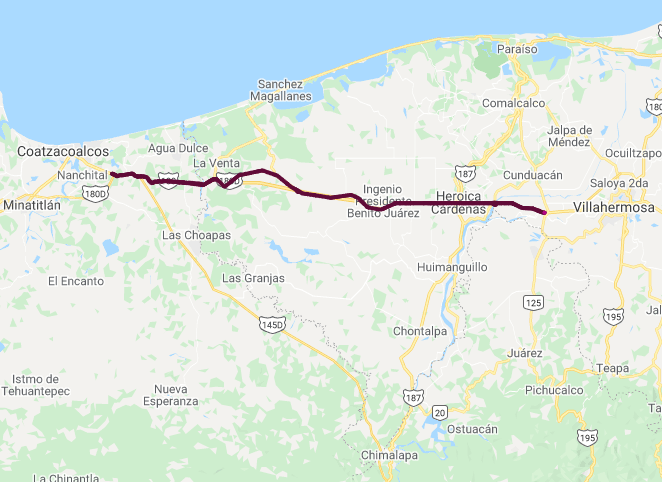 Paraíso
Sanchez
Magallanes
180
Comalcalco
Coatzacoalcos
Agua Dulce
Jalpa de
Méndez
La Venta
Ocuiltzapo
Nanchital
187
Cunduacán
180D
Ingenio
Presidente
Benito Juárez
Heroica
Cárdenas
Saloya 2da
Minatitlán
Villahermosa
Las Choapas
El Encanto
Las Granjas
Huimanguillo
125
195
Jal
145D
Chontalpa
Juárez
Istmo de
Tehuantepec
Nueva
Esperanza
Teapa
Pichucalco
187
20
Ostuacán
195
Ta
Chimalapa
La Chinantla